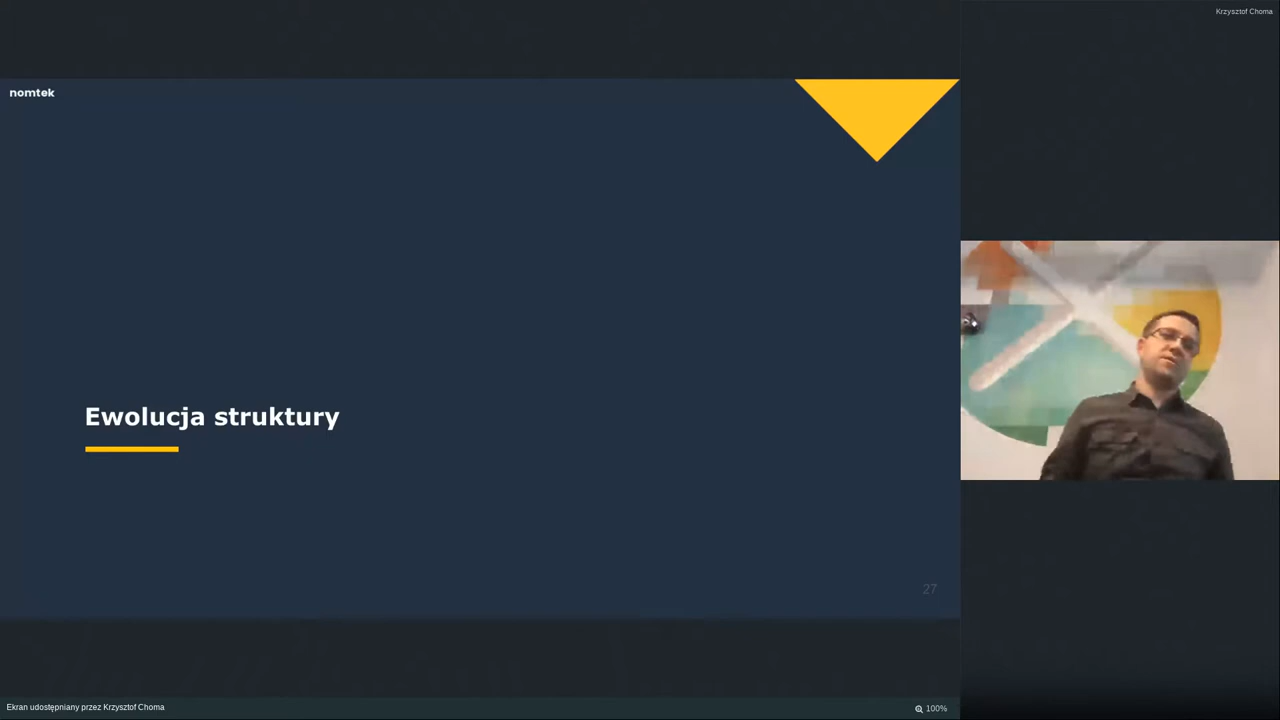 nomtek
Krzysztof Choma
Ewolucja struktury
27
Ekran udostępniany przez Krzysztof Choma
100%